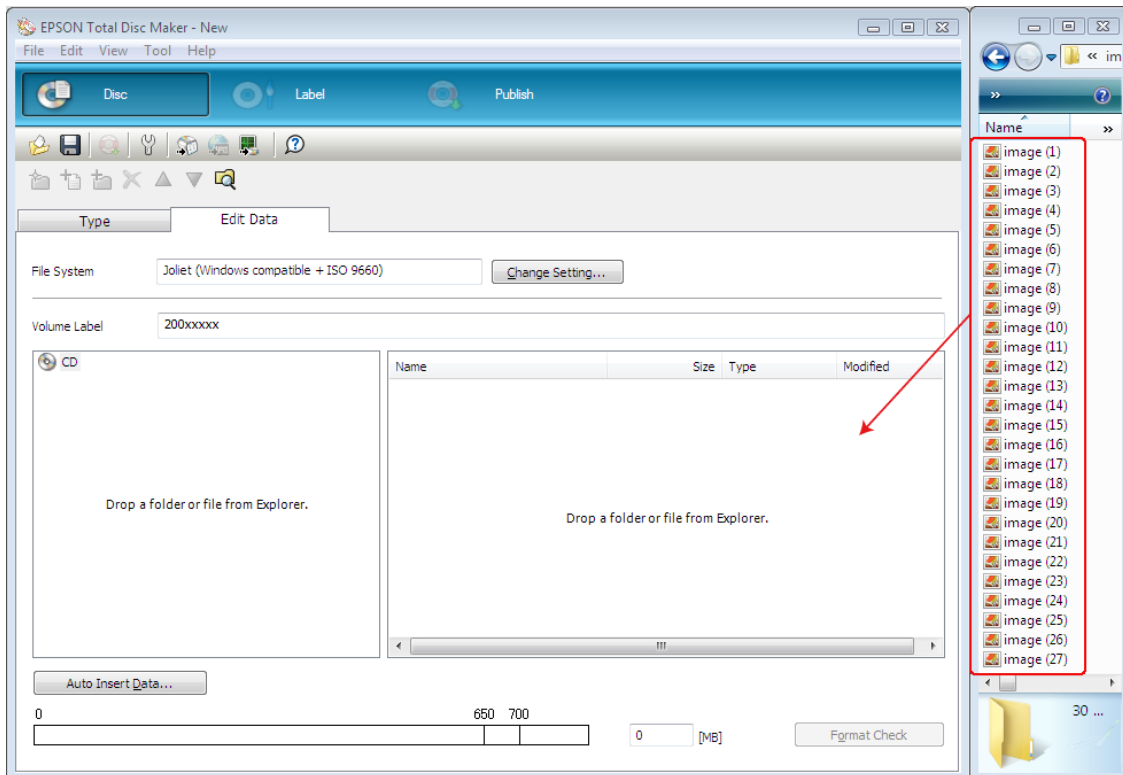 EPSON Total Disc Maker - New
File Edit View Tool Help
Disc Label Publish
Type Edit Data
File System Joliet (Windows compatible + ISO 9660) Change Setting...
Volume Label 200xxxxx
CD
Name Size Type Modified
Drop a folder or file from Explorer.
Drop a folder or file from Explorer.
Auto Insert Data...
0 650 700
0 [MB] Format Check
« im
»
Name »
image (1)
image (2)
image (3)
image (4)
image (5)
image (6)
image (7)
image (8)
image (9)
image (10)
image (11)
image (12)
image (13)
image (14)
image (15)
image (16)
image (17)
image (18)
image (19)
image (20)
image (21)
image (22)
image (23)
image (24)
image (25)
image (26)
image (27)
30 ...